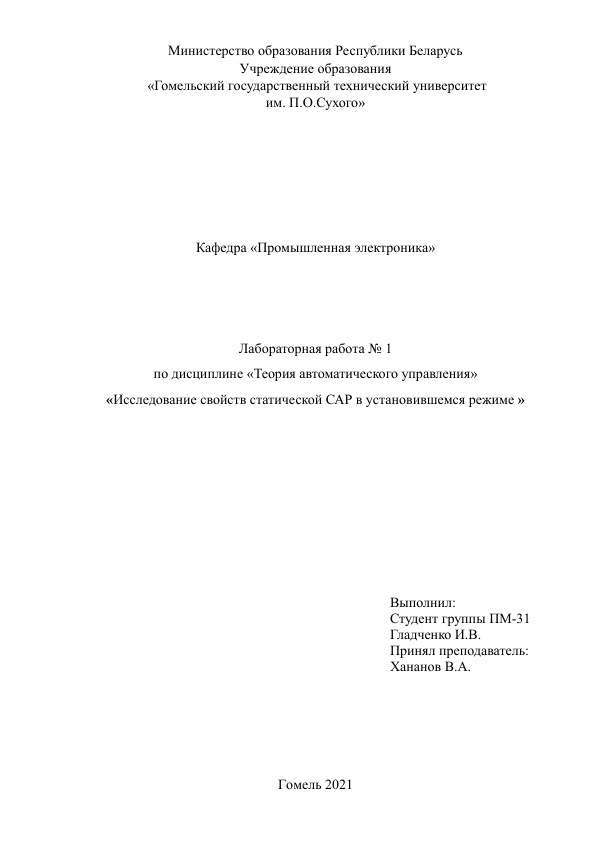 Министерство образования Республики Беларусь
Учреждение образования
«Гомельский государственный технический университет
им. П.О.Сухого»
Кафедра «Промышленная электроника»
Лабораторная работа № 1
по дисциплине «Теория автоматического управления»
«Исследование свойств статической САР в установившемся режиме »
Выполнил:
Студент группы ПМ-31
Гладченко И.В.
Принял преподаватель:
Хананов В.А.
Гомель 2021